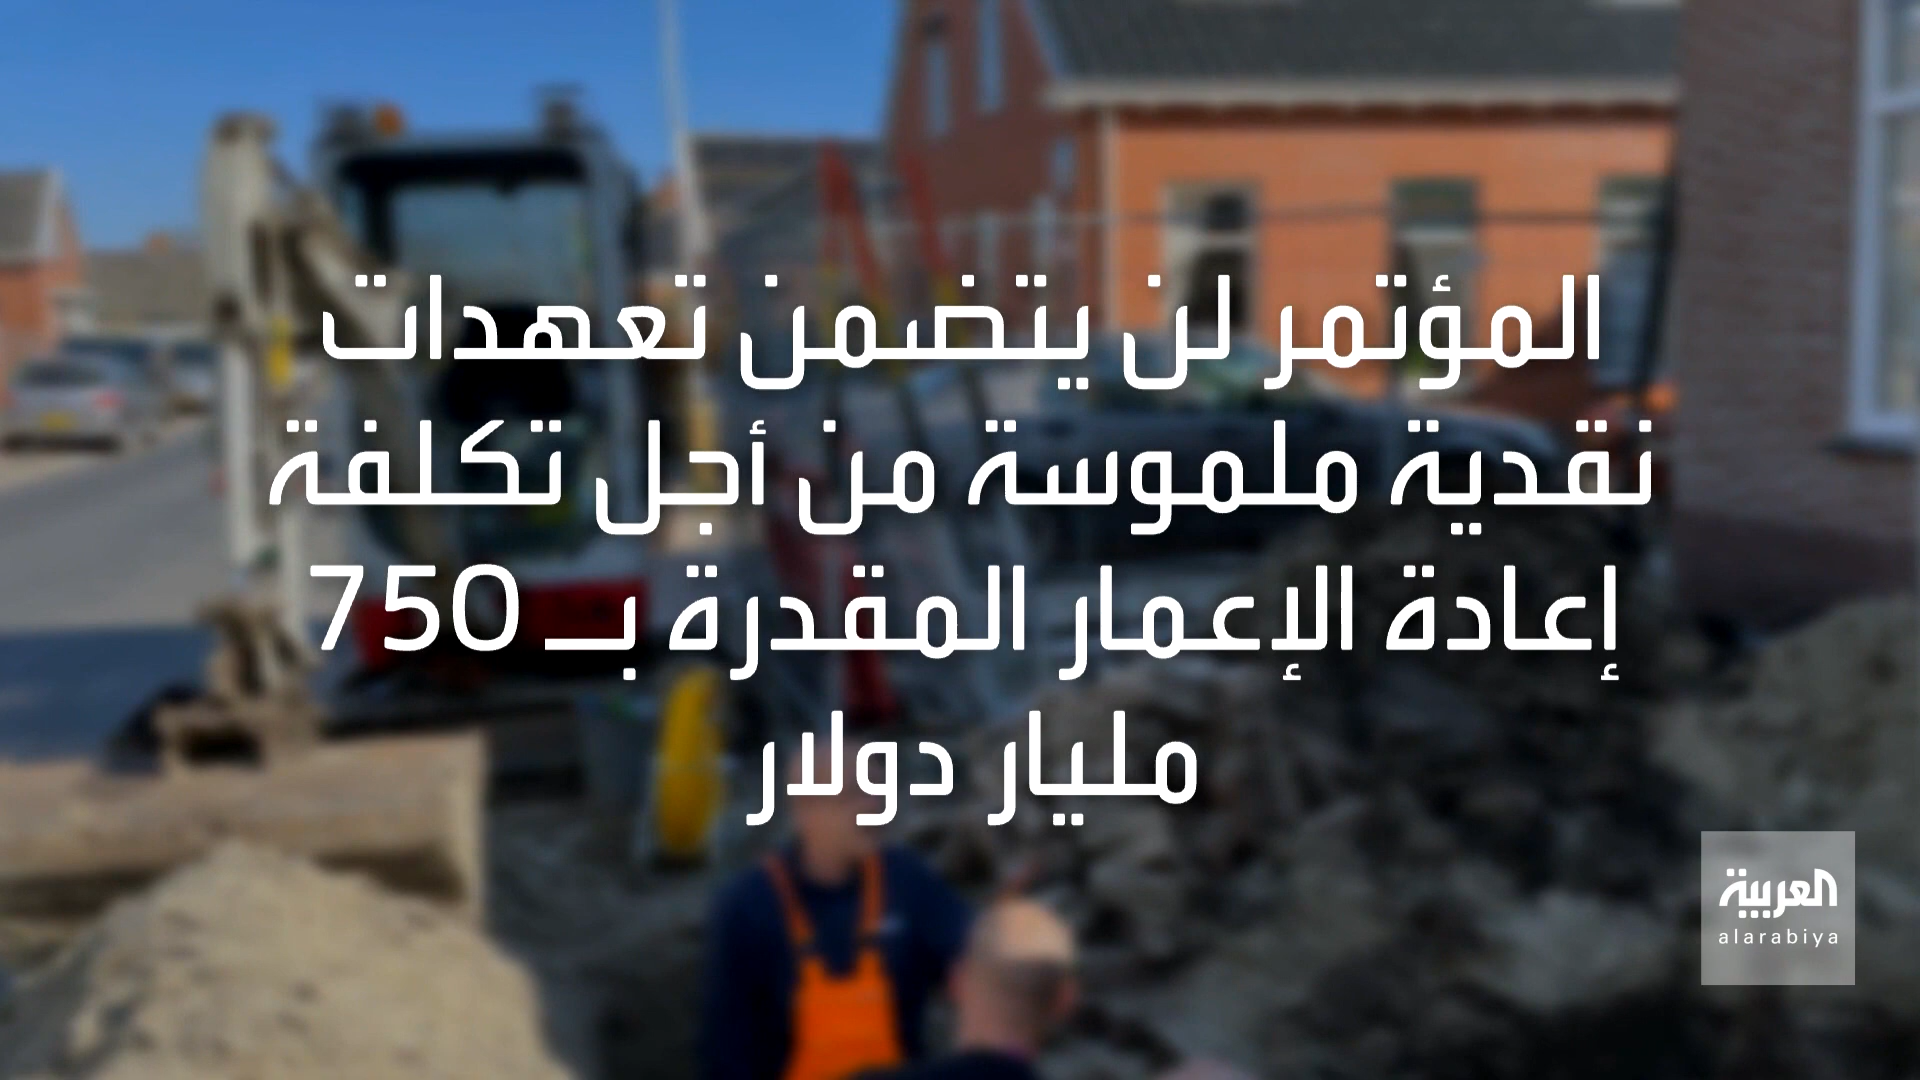 المؤتمر لن يتضمن تعهدات
نقدية ملموسة من أجل تكلفة
إعادة الإعمار المقدرة بـ 750
مليار دولار
العربية
alarabiya